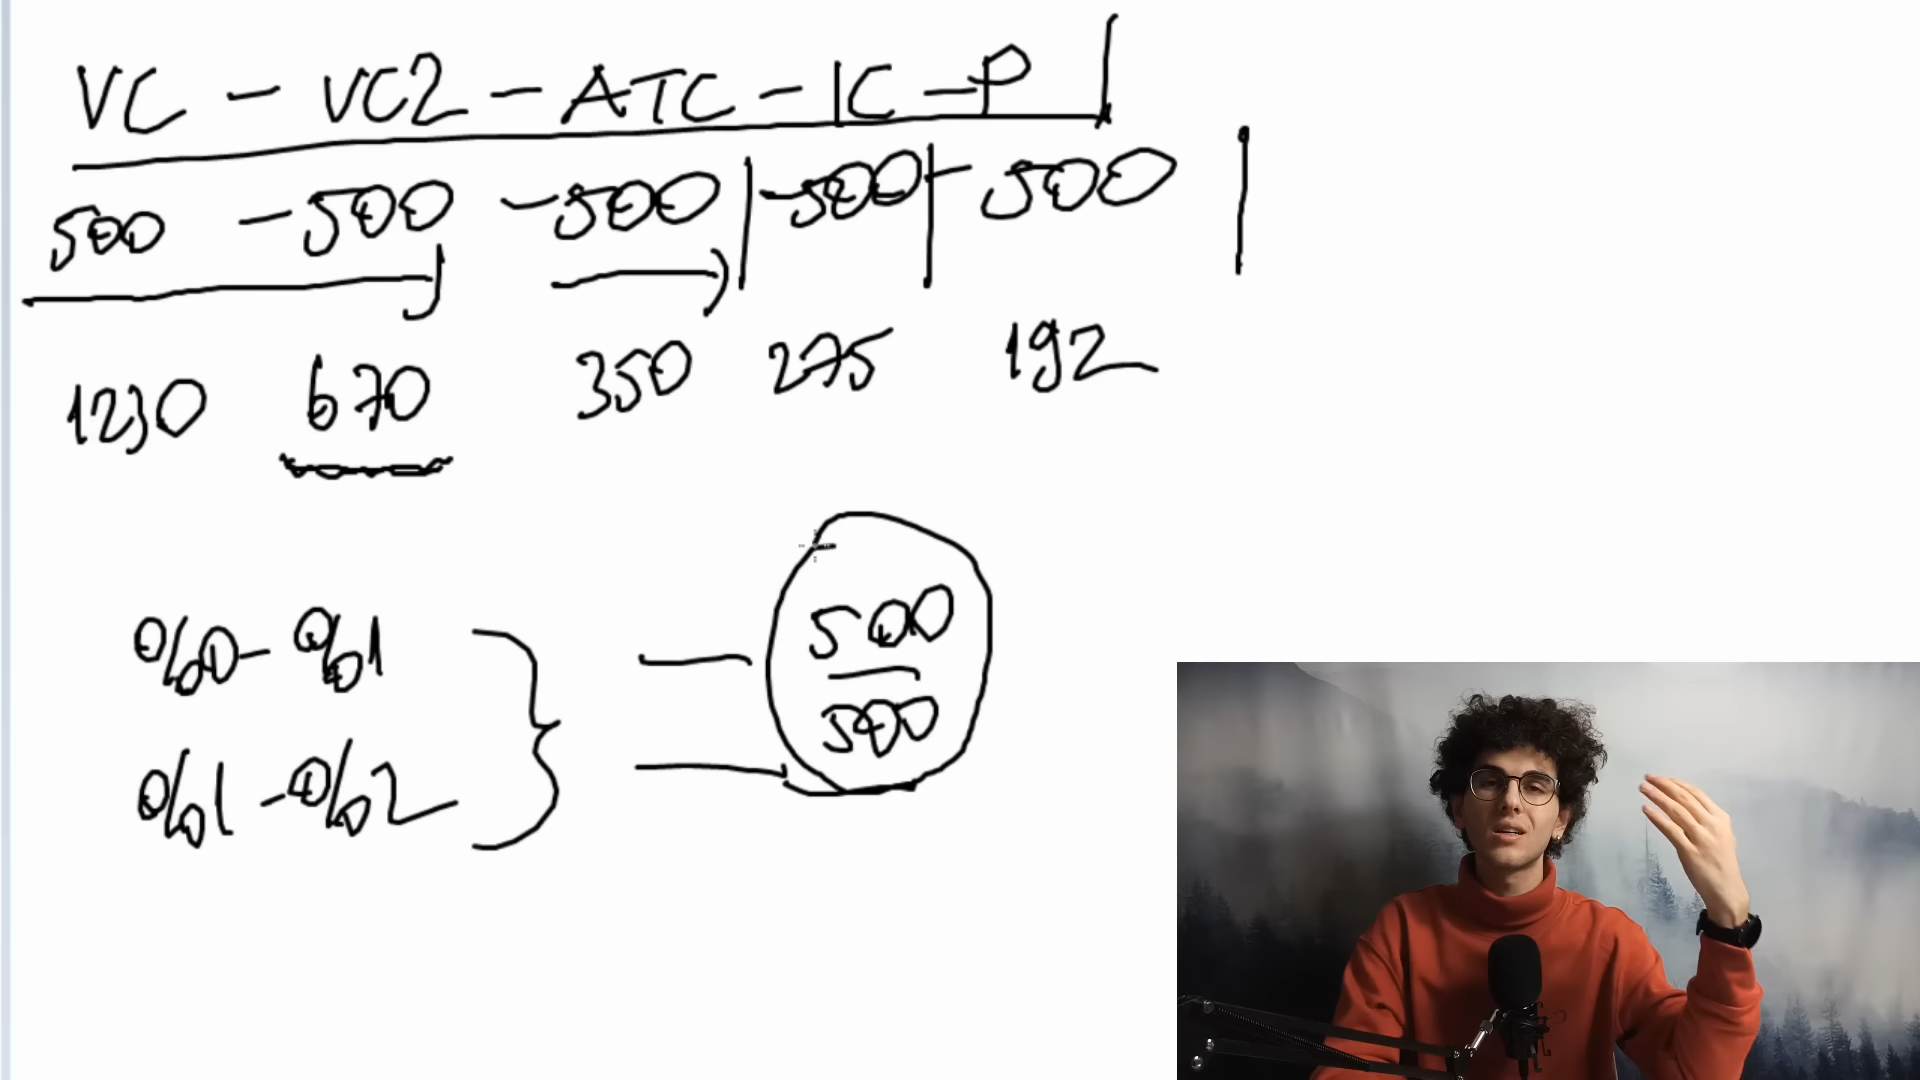 VC - VC2 - ATC - IC - P
500 - 500 - 500 - 500 - 500
1230 670 350 275 192
%0 - %1
%1 - %2
500
500